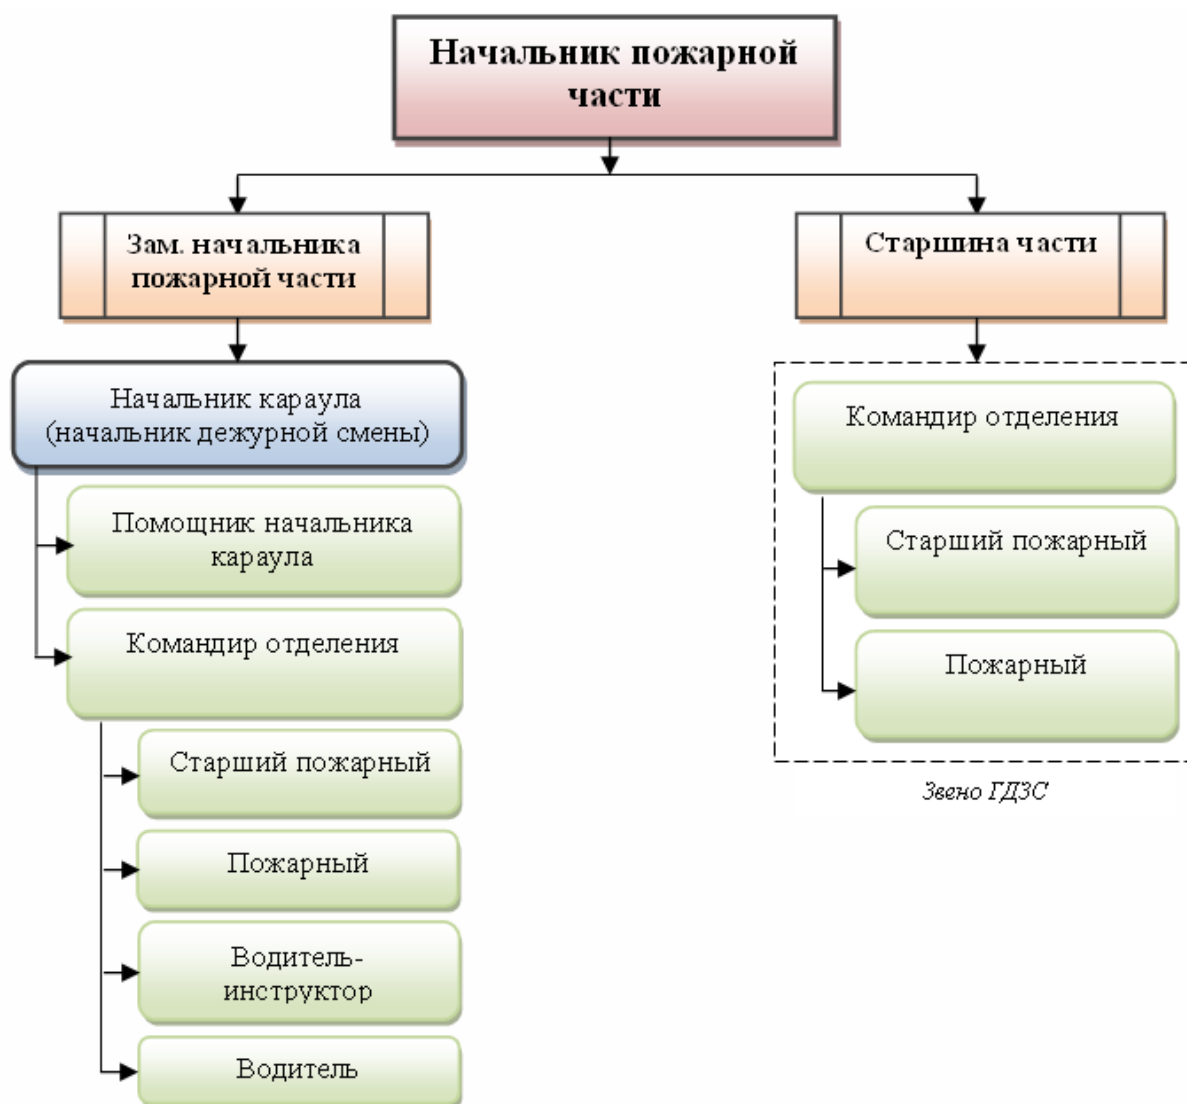 Начальник пожарной
части
Зам. начальника
пожарной части
Старшина части
Начальник караула
(начальник дежурной смены)
Помощник начальника
караула
Командир отделения
Старший пожарный
Пожарный
Водитель-
инструктор
Водитель
Командир отделения
Старший пожарный
Пожарный
Звено ГДЗС